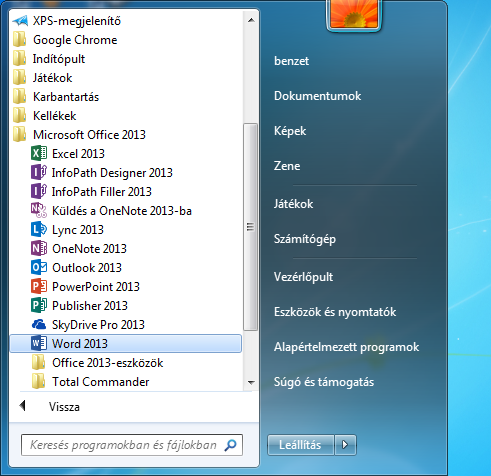 XPS-megjelenítő
Google Chrome
Indítópult
Játékok
Karbantartás
Kellékek
Microsoft Office 2013
Excel 2013
InfoPath Designer 2013
InfoPath Filler 2013
Küldés a OneNote 2013-ba
Lync 2013
OneNote 2013
Outlook 2013
PowerPoint 2013
Publisher 2013
SkyDrive Pro 2013
Word 2013
Office 2013-eszközök
Total Commander
Vissza
Keresés programokban és fájlokban
benzet
Dokumentumok
Képek
Zene
Játékok
Számítógép
Vezérlőpult
Eszközök és nyomtatók
Alapértelmezett programok
Súgó és támogatás
Leállítás